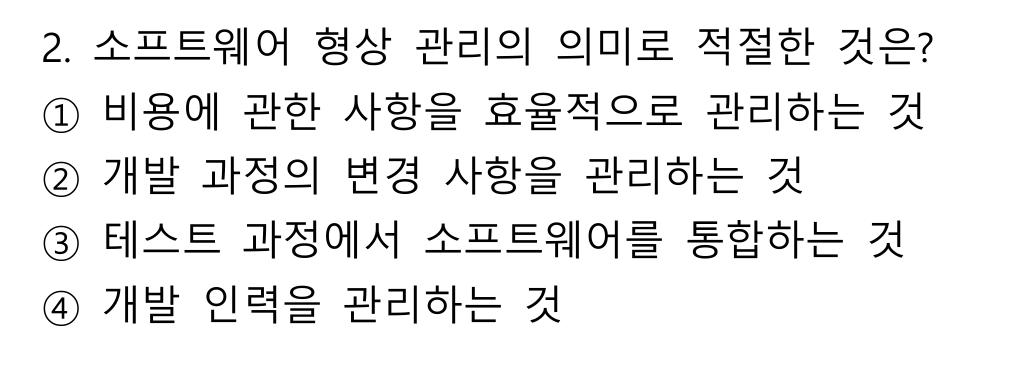 2. 소프트웨어 형상 관리의 의미로 적절한 것은?
① 비용에 관한 사항을 효율적으로 관리하는 것
② 개발 과정의 변경 사항을 관리하는 것
③ 테스트 과정에서 소프트웨어를 통합하는 것
④ 개발 인력을 관리하는 것